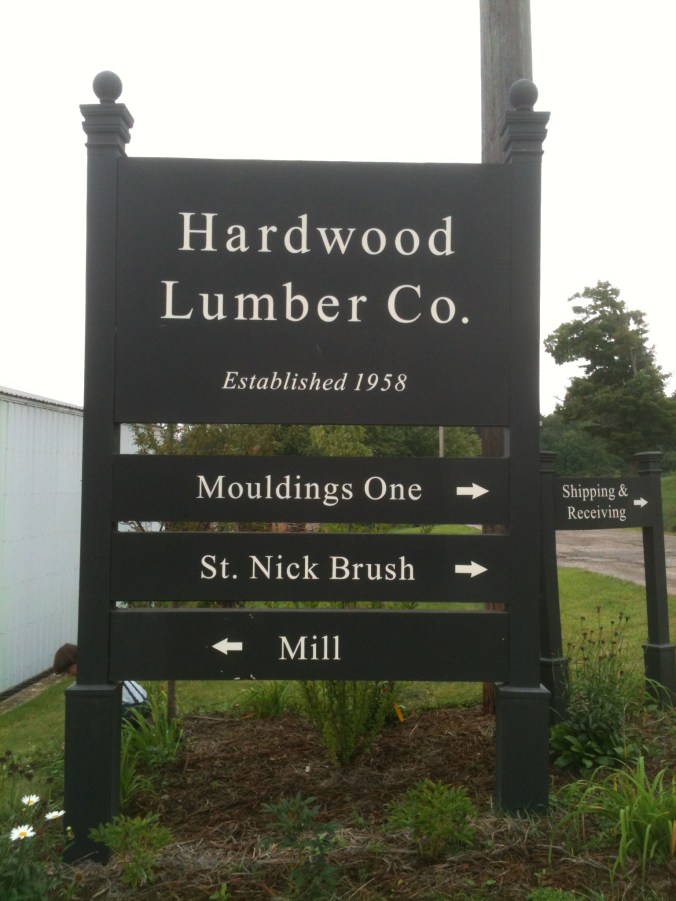 Hardwood
Lumber Co.
Established 1958
Mouldings One
St. Nick Brush
Mill
Shipping &
Receiving